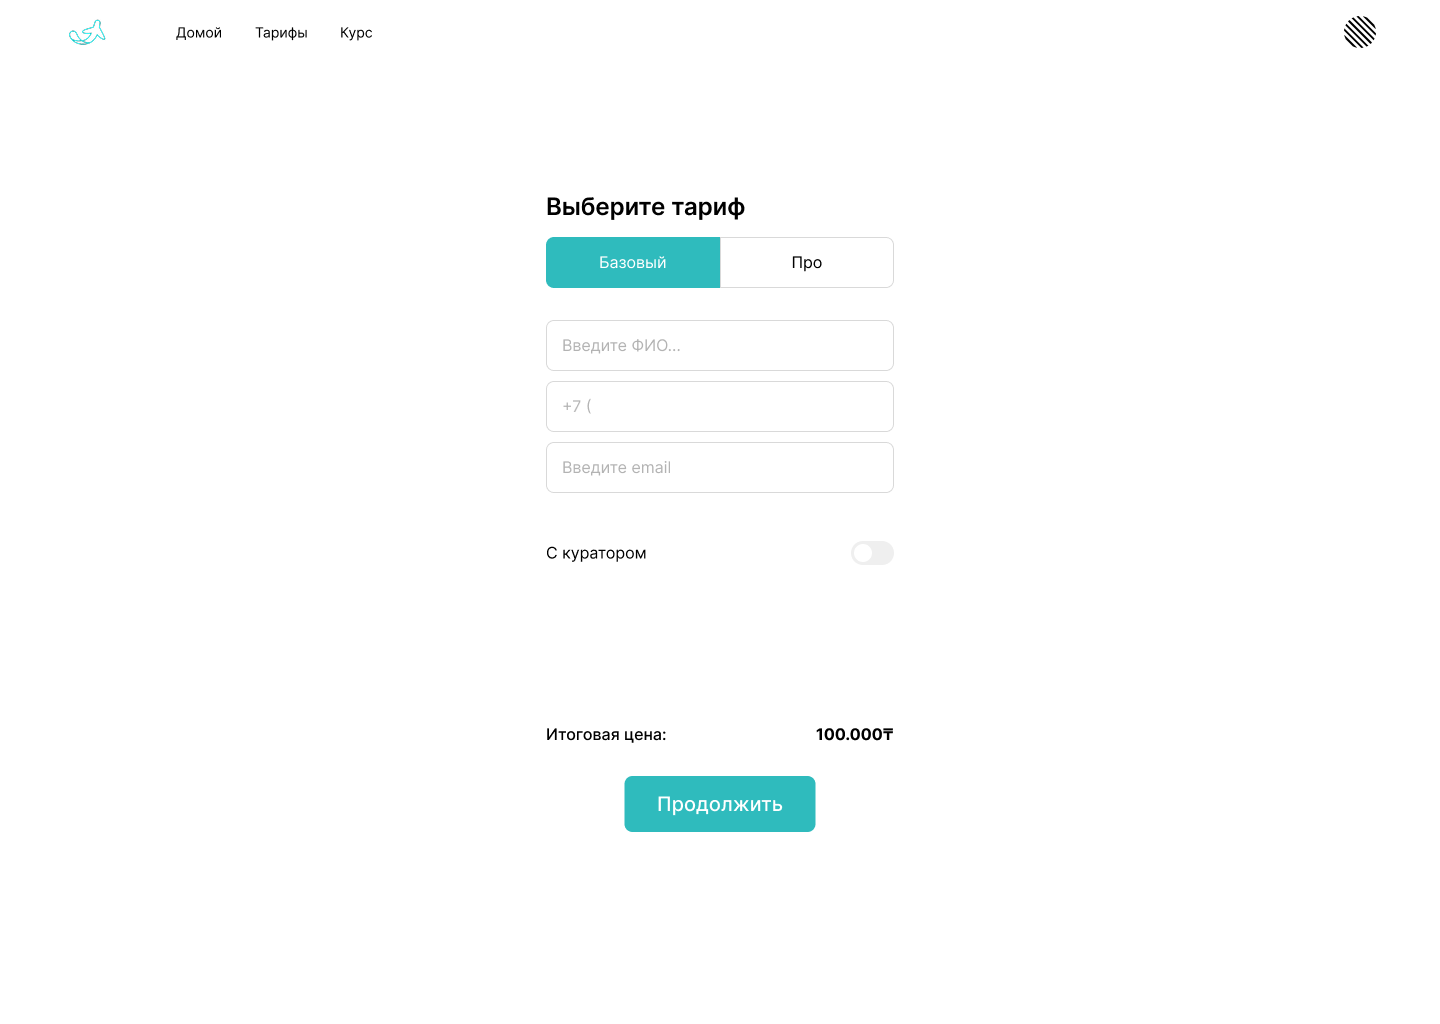 Домой Тарифы Курс
Выберите тариф
Базовый Про
Введите ФИО...
+7 (
Введите email
С куратором
Итоговая цена: 100.000₸
Продолжить